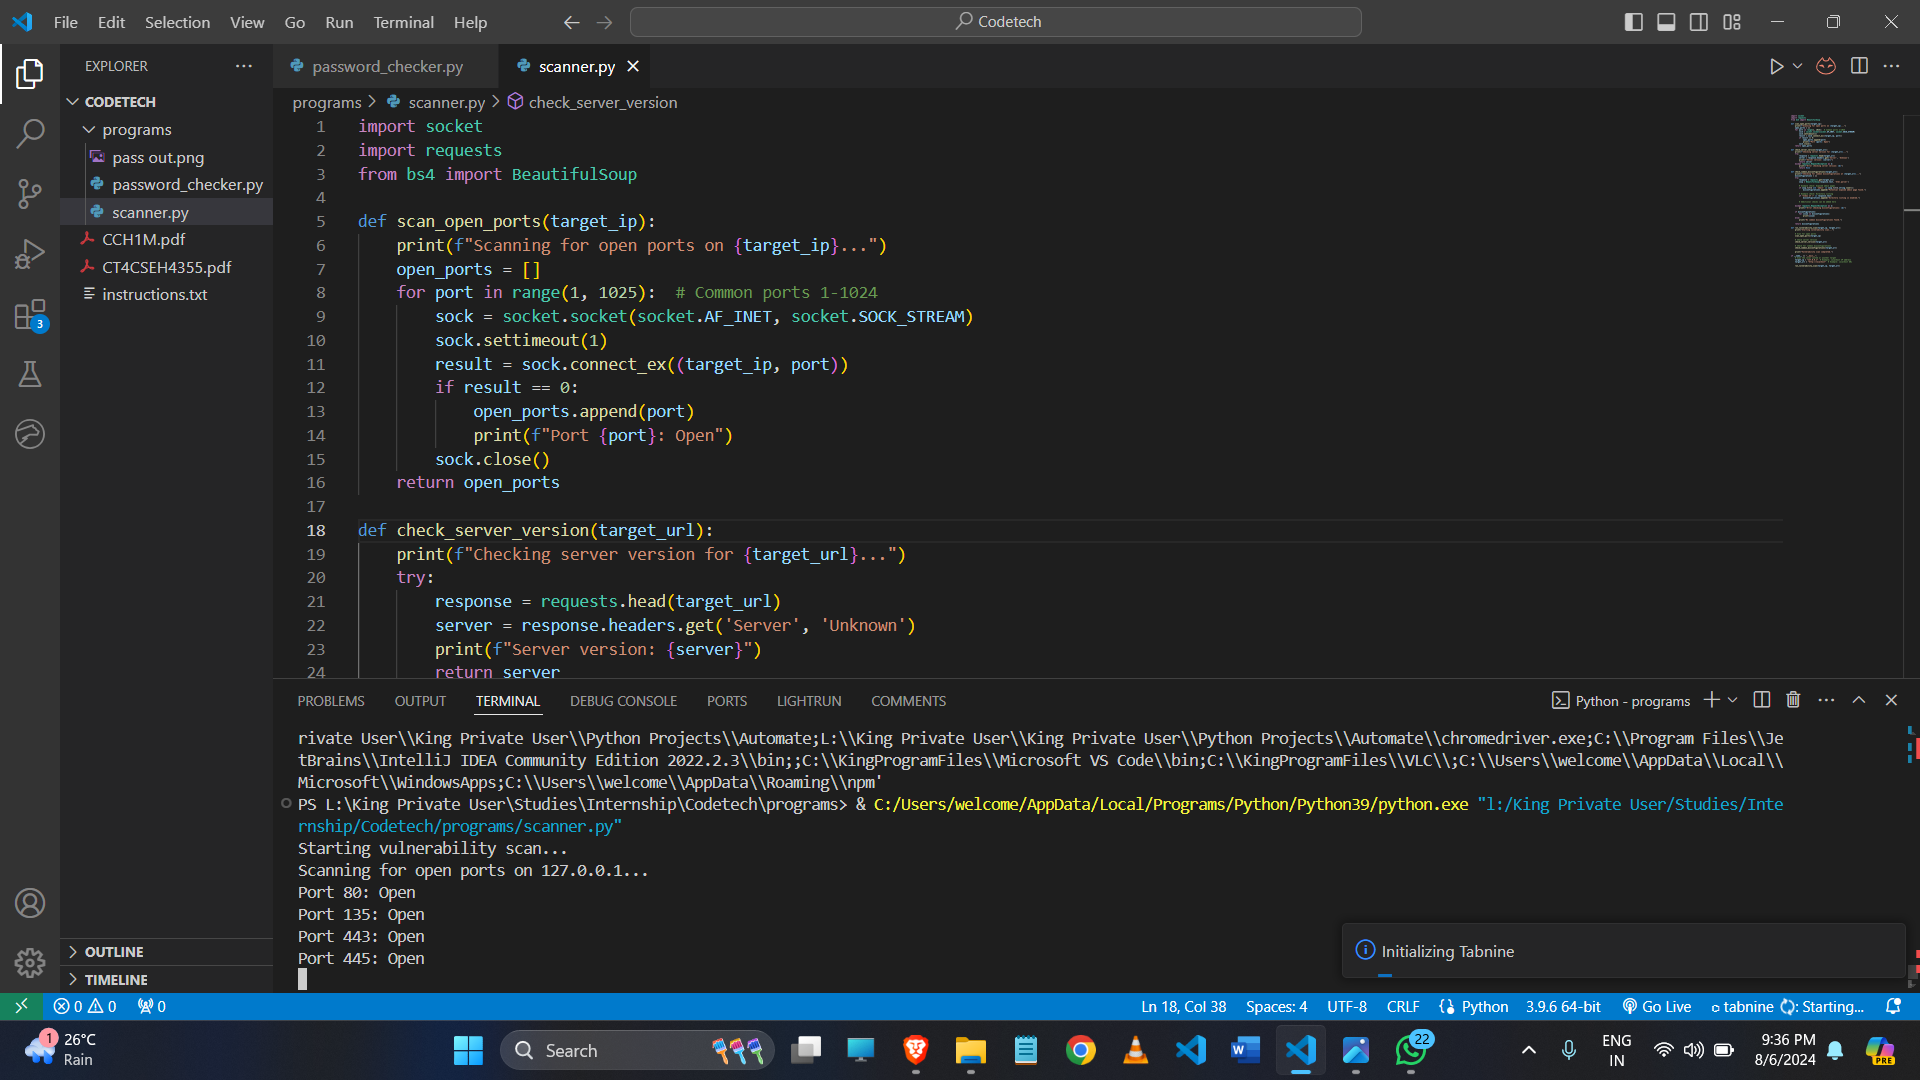 File Edit Selection View Go Run Terminal Help
Codetech
EXPLORER
CODETECH
programs
pass out.png
password_checker.py
scanner.py
CCH1M.pdf
CT4CSEH4355.pdf
instructions.txt
3
OUTLINE
TIMELINE
password_checker.py scanner.py
programs > scanner.py > check_server_version
1 import socket
2 import requests
3 from bs4 import BeautifulSoup
4
5 def scan_open_ports(target_ip):
6     print(f"Scanning for open ports on {target_ip}...")
7     open_ports = []
8     for port in range(1, 1025):  # Common ports 1-1024
9         sock = socket.socket(socket.AF_INET, socket.SOCK_STREAM)
10         sock.settimeout(1)
11         result = sock.connect_ex((target_ip, port))
12         if result == 0:
13             open_ports.append(port)
14             print(f"Port {port}: Open")
15         sock.close()
16     return open_ports
17
18 def check_server_version(target_url):
19     print(f"Checking server version for {target_url}...")
20     try:
21         response = requests.head(target_url)
22         server = response.headers.get('Server', 'Unknown')
23         print(f"Server version: {server}")
24         return server
PROBLEMS OUTPUT TERMINAL DEBUG CONSOLE PORTS LIGHTRUN COMMENTS
Python - programs
rivate User\\King Private User\\Python Projects\\Automate;L:\\King Private User\\King Private User\\Python Projects\\Automate\\chromedriver.exe;C:\\Program Files\\Je
tBrains\\IntelliJ IDEA Community Edition 2022.2.3\\bin;;C:\\KingProgramFiles\\Microsoft VS Code\\bin;C:\\KingProgramFiles\\VLC\\;C:\\Users\\welcome\\AppData\\Local\\
Microsoft\\WindowsApps;C:\\Users\\welcome\\AppData\\Roaming\\npm'
PS L:\King Private User\Studies\Internship\Codetech\programs> & C:/Users/welcome/AppData/Local/Programs/Python/Python39/python.exe "l:/King Private User/Studies/Inte
rnship/Codetech/programs/scanner.py"
Starting vulnerability scan...
Scanning for open ports on 127.0.0.1...
Port 80: Open
Port 135: Open
Port 443: Open
Port 445: Open
Initializing Tabnine
0 0 0
Ln 18, Col 38 Spaces: 4 UTF-8 CRLF Python 3.9.6 64-bit Go Live tabnine : Starting...
1
26°C
Rain
Search
22
PRE
ENG
IN
9:36 PM
8/6/2024